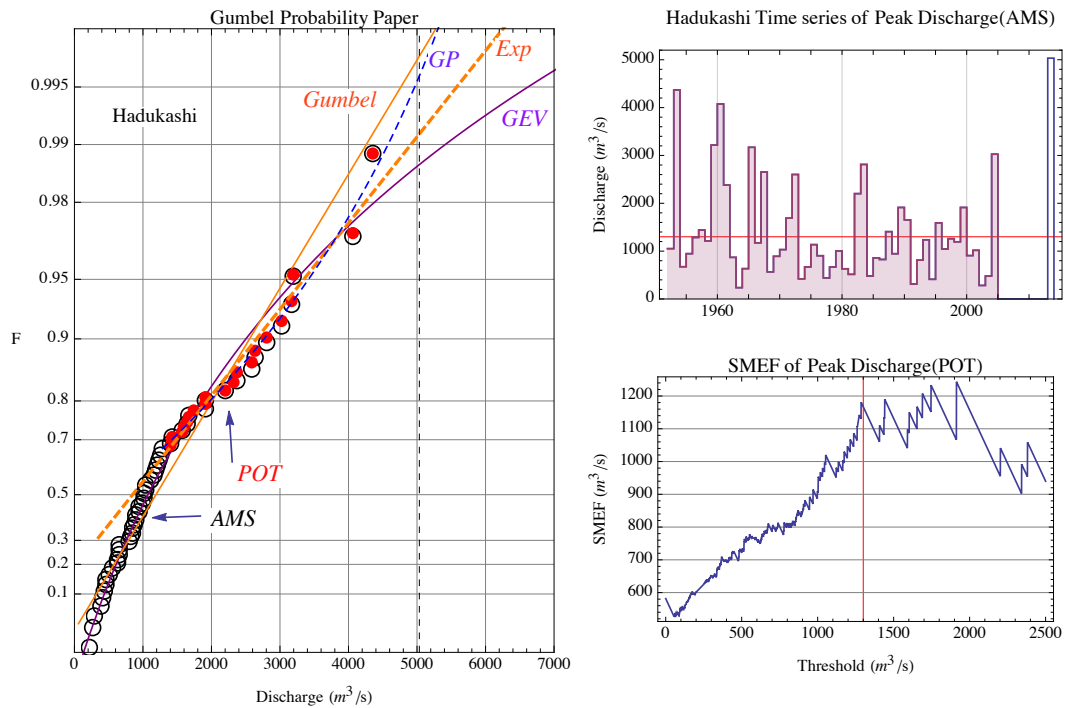 Gumbel Probability Paper
0.995
0.99
0.98
0.95
0.9
0.8
0.7
0.5
0.3
0.2
0.1
F
Hadukashi
Gumbel
GP
Exp
GEV
POT
AMS
0 1000 2000 3000 4000 5000 6000 7000
Discharge (m³/s)
Hadukashi Time series of Peak Discharge(AMS)
5000
4000
3000
2000
1000
0
Discharge (m³/s)
1960 1980 2000
SMEF of Peak Discharge(POT)
1200
1100
1000
900
800
700
600
SMEF (m³/s)
0 500 1000 1500 2000 2500
Threshold (m³/s)